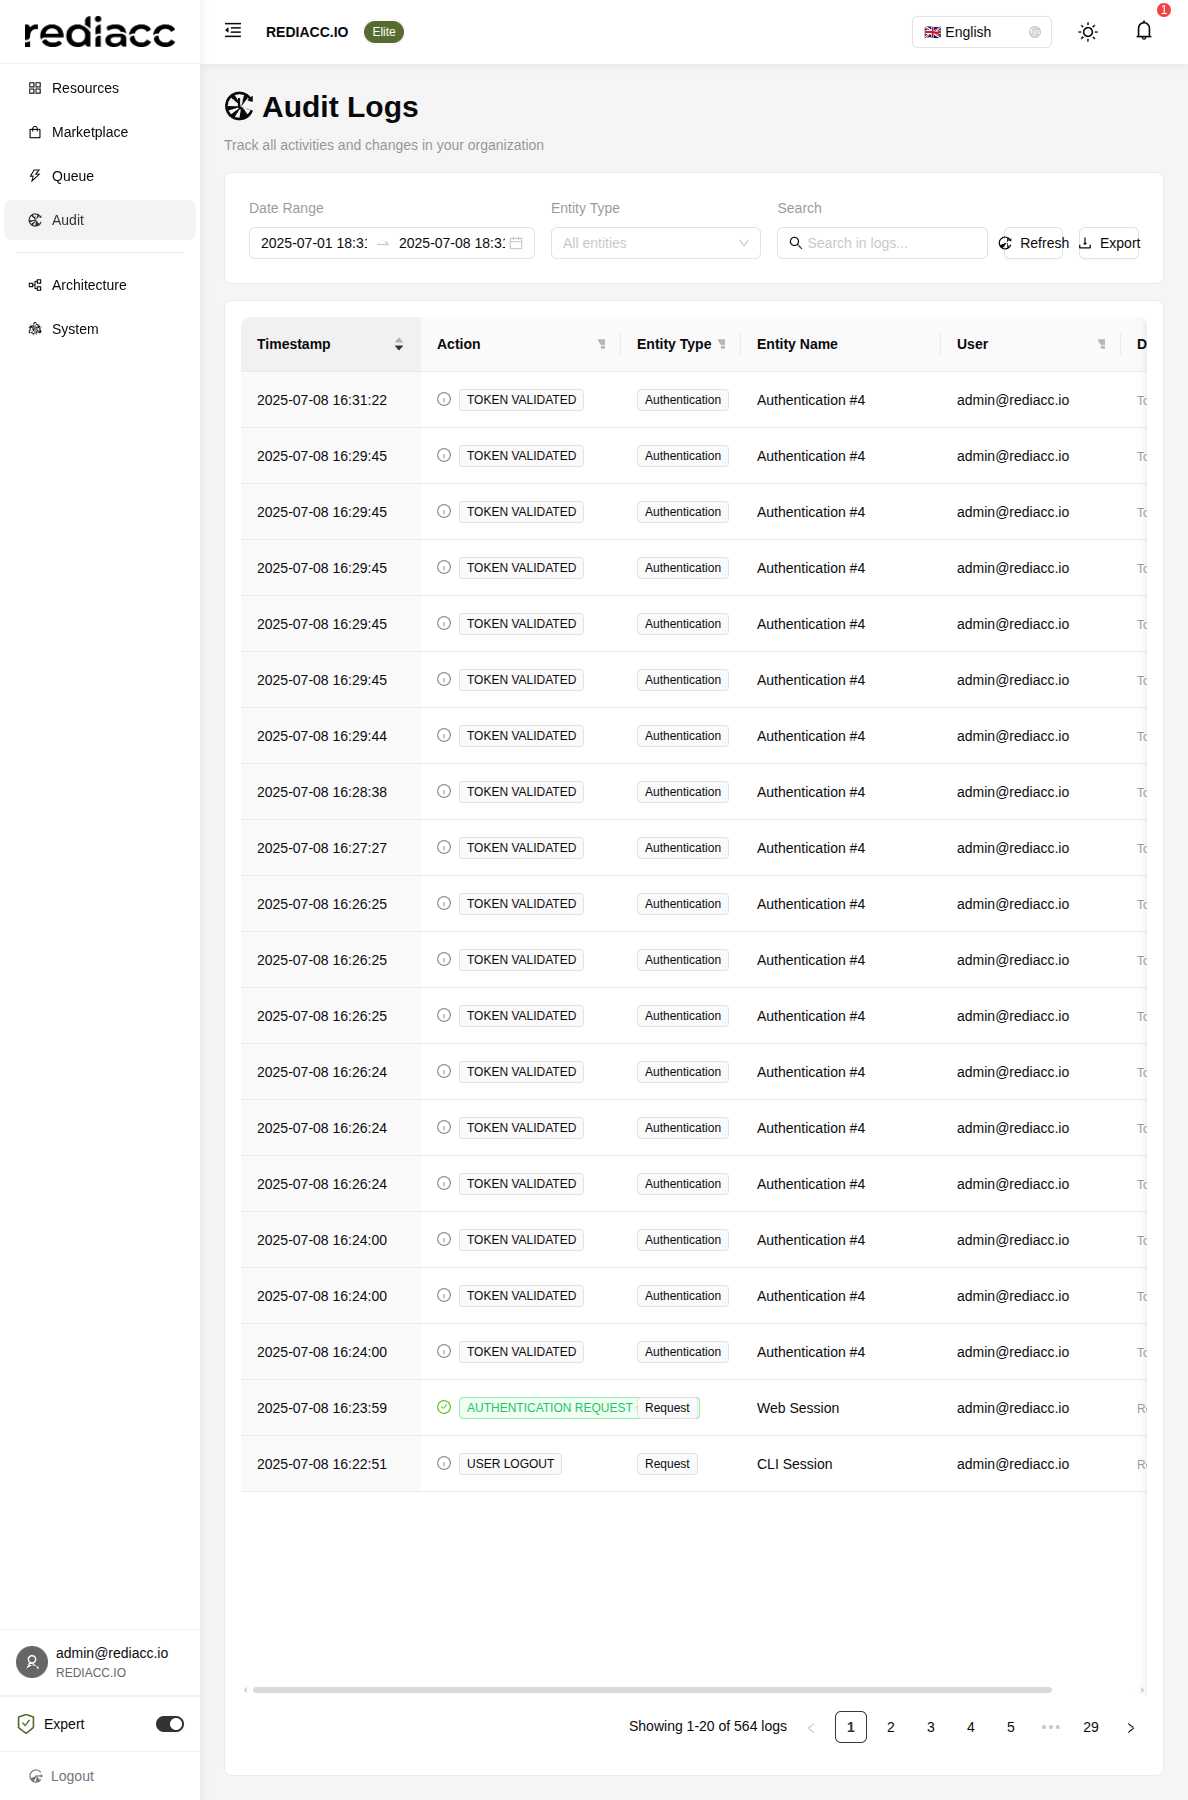 rediacc
REDIACC.IO Elite
🇬🇧 English
1
Resources
Marketplace
Queue
Audit
Architecture
System
Audit Logs
Track all activities and changes in your organization
Date Range Entity Type Search
2025-07-01 18:31 2025-07-08 18:31 All entities Search in logs... Refresh Export
Timestamp Action Entity Type Entity Name User D
2025-07-08 16:31:22 TOKEN VALIDATED Authentication Authentication #4 admin@rediacc.io To
2025-07-08 16:29:45 TOKEN VALIDATED Authentication Authentication #4 admin@rediacc.io To
2025-07-08 16:29:45 TOKEN VALIDATED Authentication Authentication #4 admin@rediacc.io To
2025-07-08 16:29:45 TOKEN VALIDATED Authentication Authentication #4 admin@rediacc.io To
2025-07-08 16:29:45 TOKEN VALIDATED Authentication Authentication #4 admin@rediacc.io To
2025-07-08 16:29:45 TOKEN VALIDATED Authentication Authentication #4 admin@rediacc.io To
2025-07-08 16:29:44 TOKEN VALIDATED Authentication Authentication #4 admin@rediacc.io To
2025-07-08 16:28:38 TOKEN VALIDATED Authentication Authentication #4 admin@rediacc.io To
2025-07-08 16:27:27 TOKEN VALIDATED Authentication Authentication #4 admin@rediacc.io To
2025-07-08 16:26:25 TOKEN VALIDATED Authentication Authentication #4 admin@rediacc.io To
2025-07-08 16:26:25 TOKEN VALIDATED Authentication Authentication #4 admin@rediacc.io To
2025-07-08 16:26:25 TOKEN VALIDATED Authentication Authentication #4 admin@rediacc.io To
2025-07-08 16:26:24 TOKEN VALIDATED Authentication Authentication #4 admin@rediacc.io To
2025-07-08 16:26:24 TOKEN VALIDATED Authentication Authentication #4 admin@rediacc.io To
2025-07-08 16:26:24 TOKEN VALIDATED Authentication Authentication #4 admin@rediacc.io To
2025-07-08 16:24:00 TOKEN VALIDATED Authentication Authentication #4 admin@rediacc.io To
2025-07-08 16:24:00 TOKEN VALIDATED Authentication Authentication #4 admin@rediacc.io To
2025-07-08 16:24:00 TOKEN VALIDATED Authentication Authentication #4 admin@rediacc.io To
2025-07-08 16:23:59 AUTHENTICATION REQUEST Request Web Session admin@rediacc.io Re
2025-07-08 16:22:51 USER LOGOUT Request CLI Session admin@rediacc.io Re
Showing 1-20 of 564 logs 1 2 3 4 5 ••• 29
admin@rediacc.io
REDIACC.IO
Expert
Logout